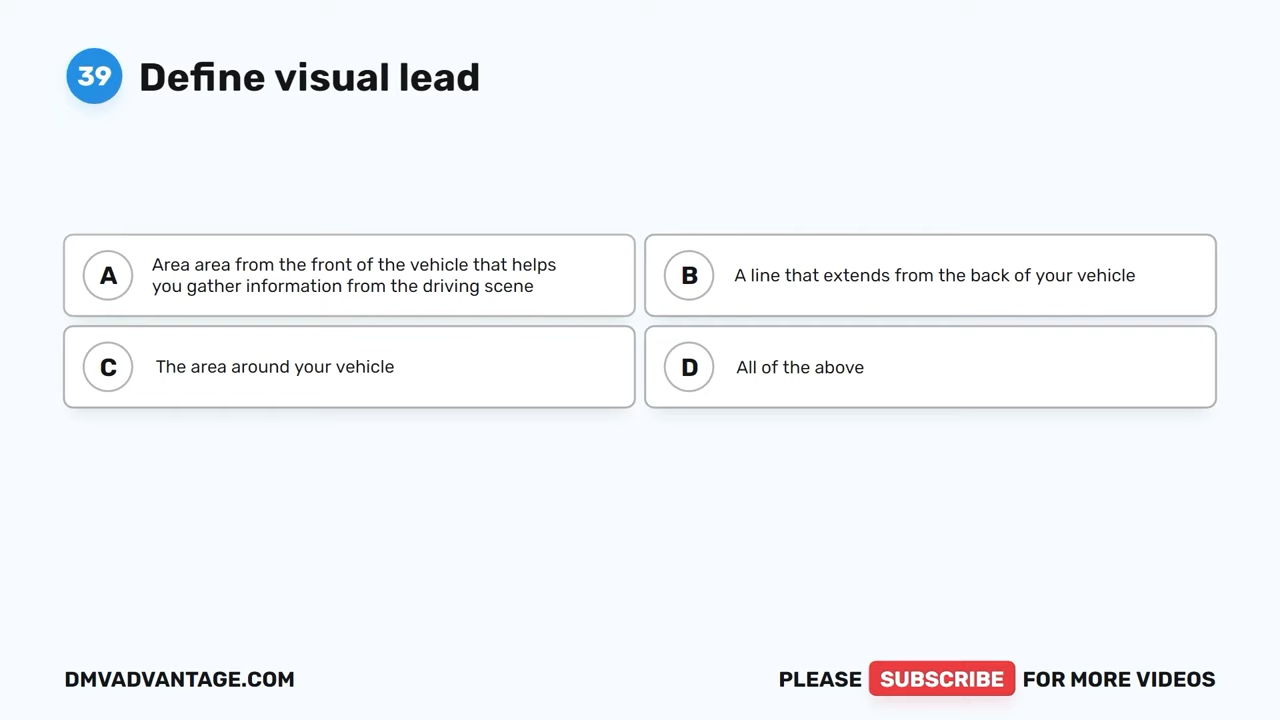 39 Define visual lead
A Area area from the front of the vehicle that helps
you gather information from the driving scene
B A line that extends from the back of your vehicle
C The area around your vehicle
D All of the above
DMVADVANTAGE.COM
PLEASE SUBSCRIBE FOR MORE VIDEOS